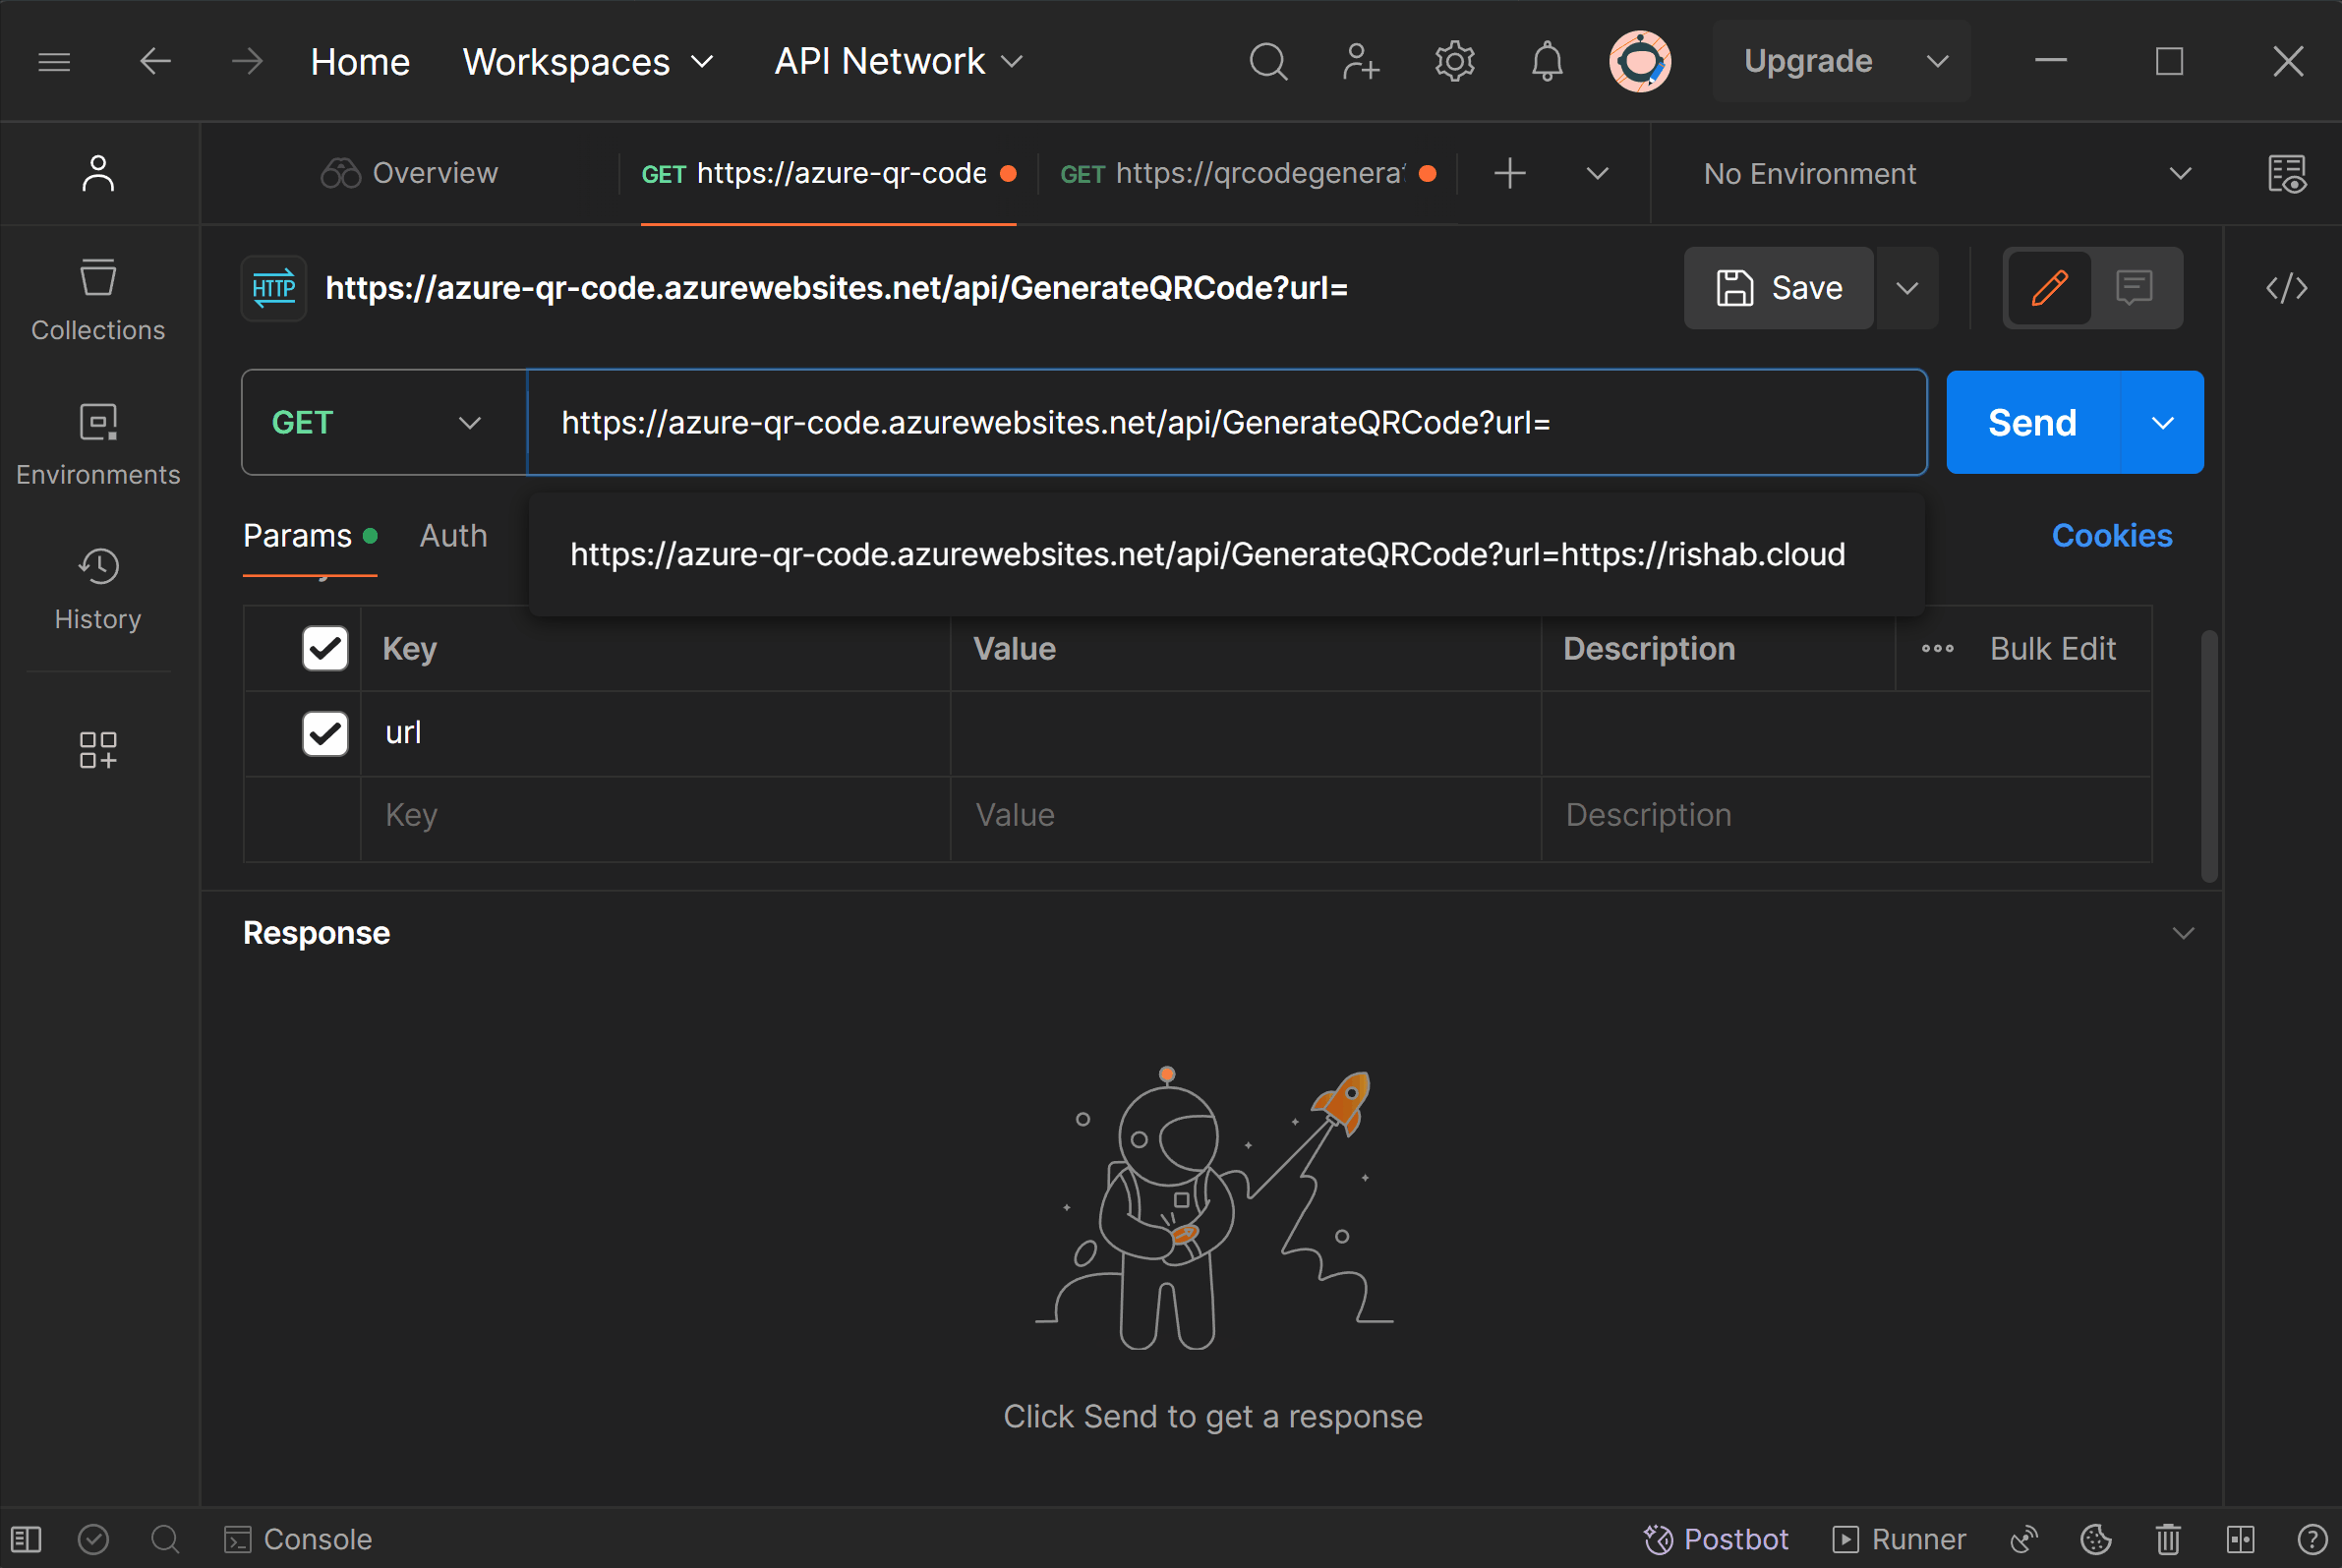 Home Workspaces API Network Upgrade
Overview GET https://azure-qr-code GET https://qrcodegenerat No Environment
HTTP https://azure-qr-code.azurewebsites.net/api/GenerateQRCode?url= Save
GET https://azure-qr-code.azurewebsites.net/api/GenerateQRCode?url= Send
Params Auth Cookies
https://azure-qr-code.azurewebsites.net/api/GenerateQRCode?url=https://rishab.cloud
Key Value Description Bulk Edit
url
Key Value Description
Collections
Environments
History
Response
Click Send to get a response
Console Postbot Runner